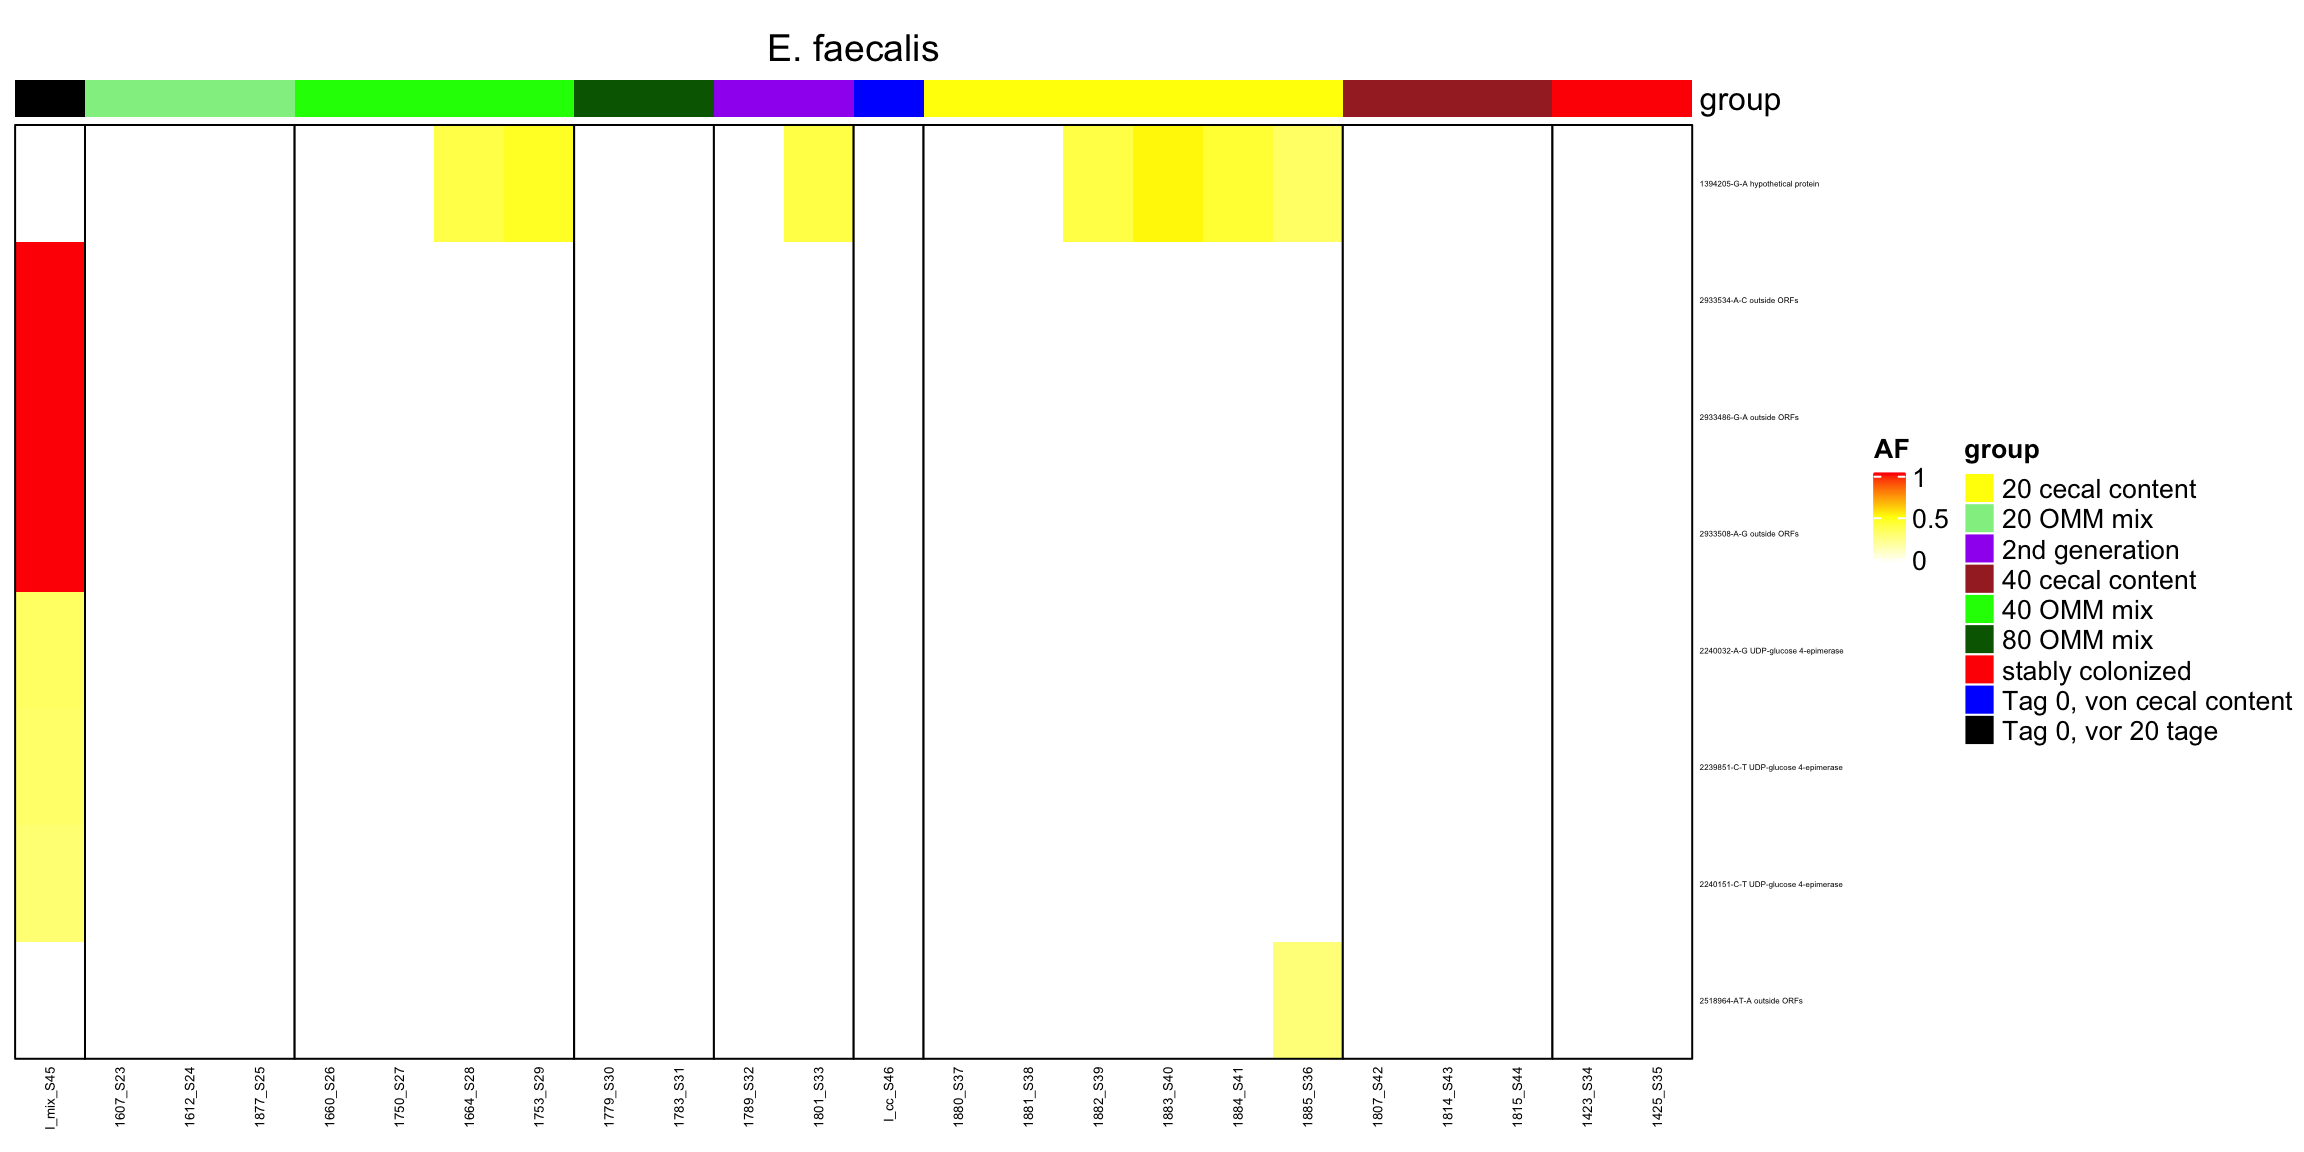 E. faecalis
group
1394205-G-A hypothetical protein
2933534-A-C outside ORFs
2933486-G-A outside ORFs
2933508-A-G outside ORFs
2240032-A-G UDP-glucose 4-epimerase
2239851-C-T UDP-glucose 4-epimerase
2240151-C-T UDP-glucose 4-epimerase
2518964-AT-A outside ORFs
I_mix_S45
1607_S23
1612_S24
1877_S25
1660_S26
1750_S27
1664_S28
1753_S29
1779_S30
1783_S31
1789_S32
1801_S33
I_cc_S46
1880_S37
1881_S38
1882_S39
1883_S40
1884_S41
1885_S36
1807_S42
1814_S43
1815_S44
1423_S34
1425_S35
AF
1
0.5
0
group
20 cecal content
20 OMM mix
2nd generation
40 cecal content
40 OMM mix
80 OMM mix
stably colonized
Tag 0, von cecal content
Tag 0, vor 20 tage